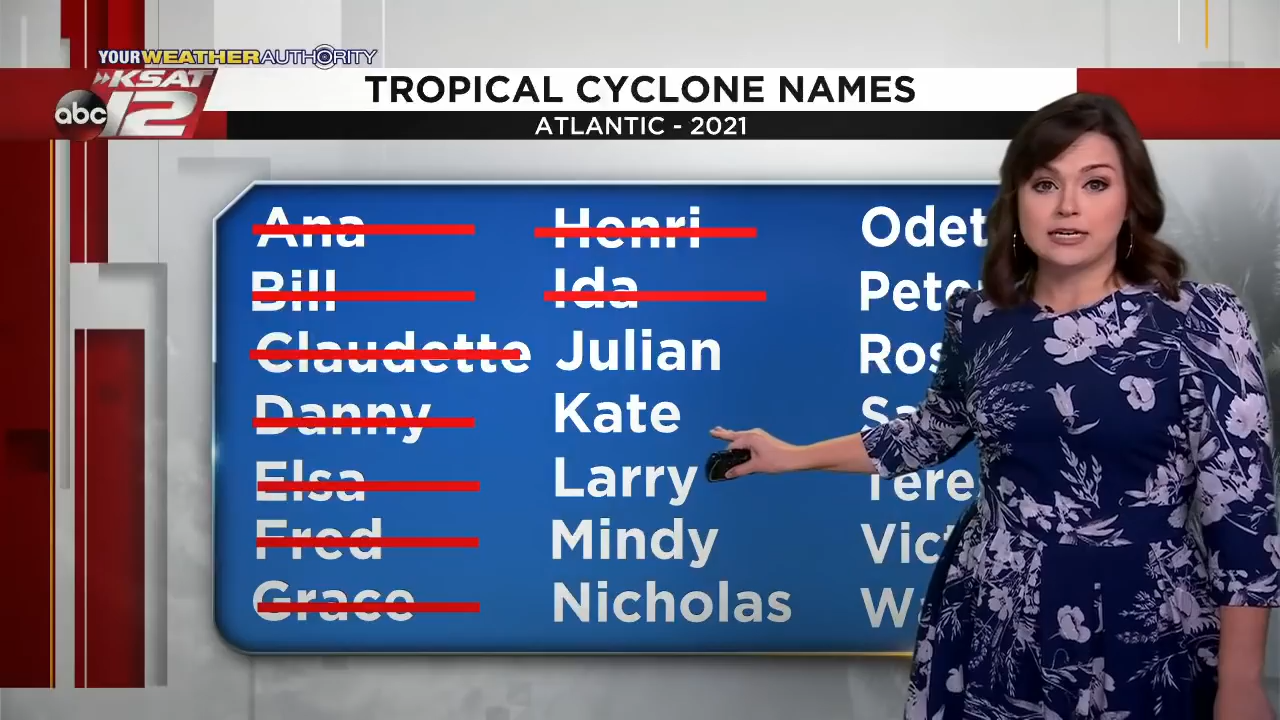 YOURWEATHERAUTHORITY
KSAT
abc 12
TROPICAL CYCLONE NAMES
ATLANTIC - 2021
Ana
Bill
Claudette
Danny
Elsa
Fred
Grace
Henri
Ida
Julian
Kate
Larry
Mindy
Nicholas